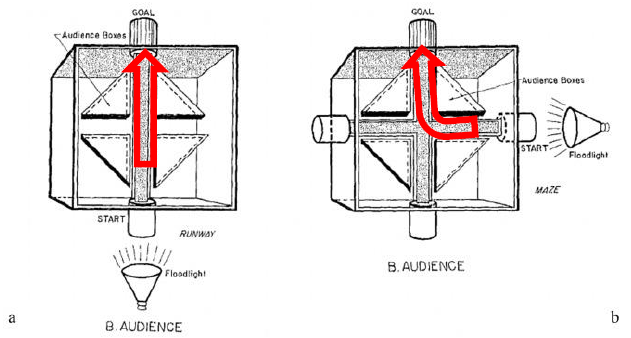 GOAL
Audience Boxes
START
RUNWAY
Floodlight
B. AUDIENCE
a
GOAL
Audience Boxes
START
Floodlight
MAZE
B. AUDIENCE
b